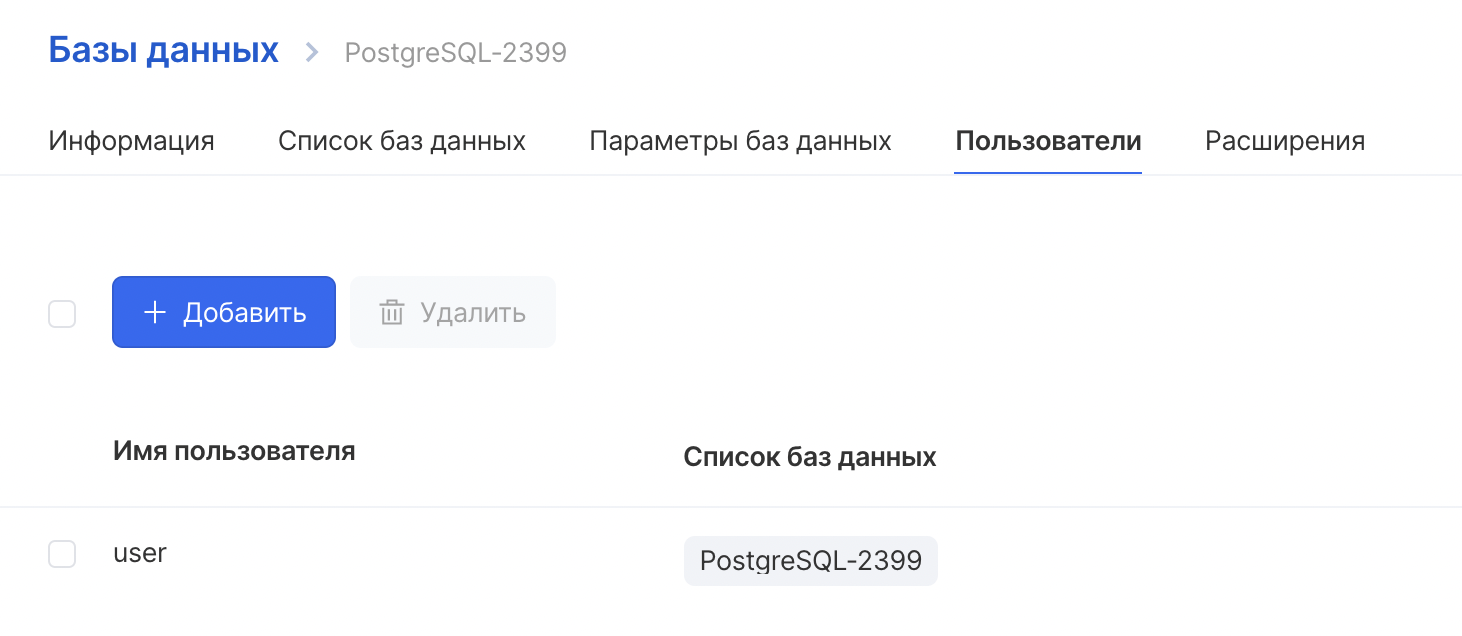 Базы данных > PostgreSQL-2399
Информация Список баз данных Параметры баз данных Пользователи Расширения
+ Добавить Удалить
Имя пользователя Список баз данных
user PostgreSQL-2399